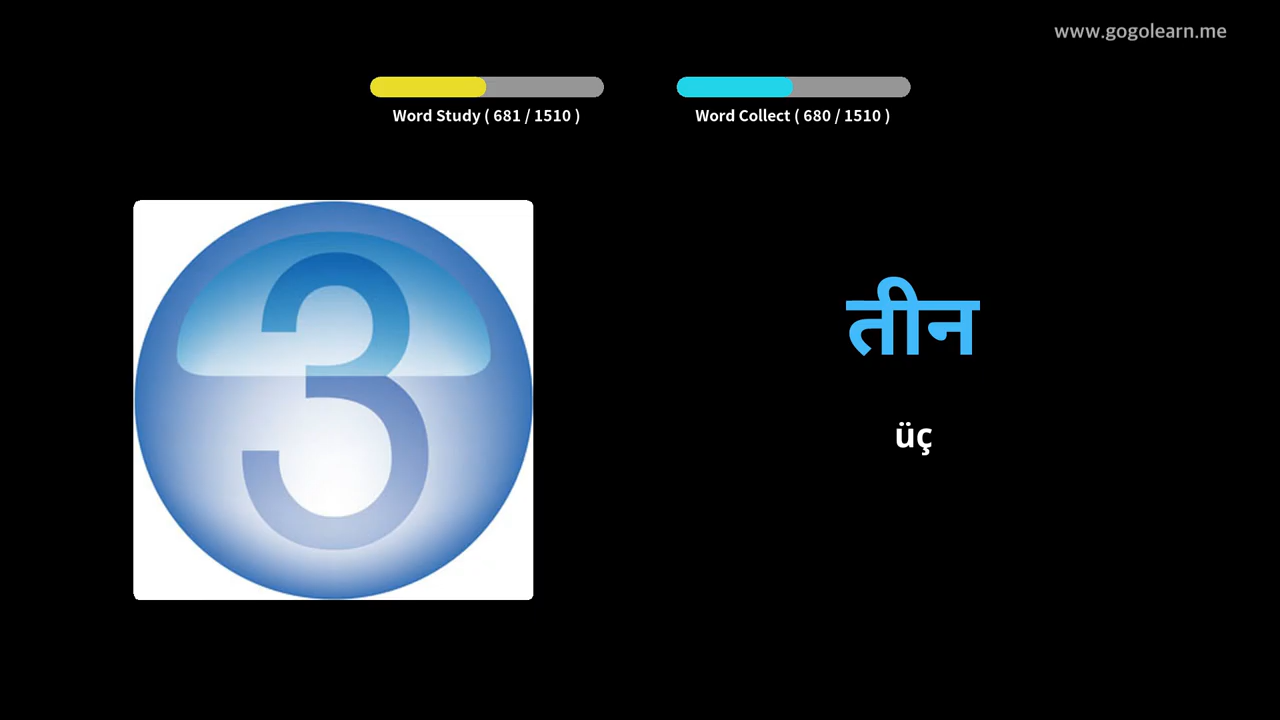 www.gogolearn.me
Word Study ( 681 / 1510 )
Word Collect ( 680 / 1510 )
3
तीन
üç